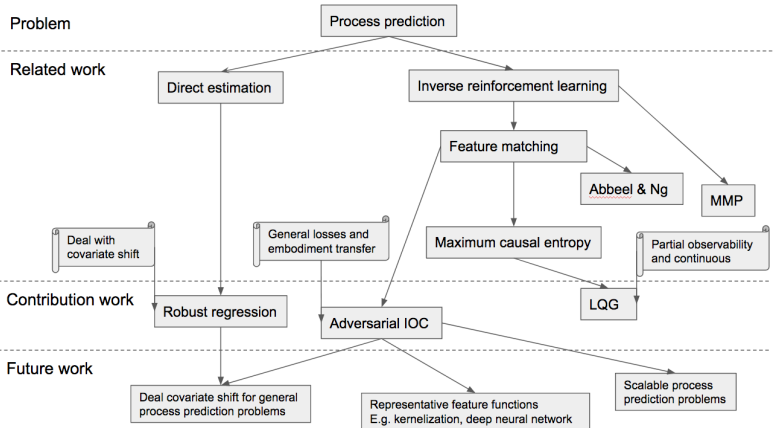 Problem
Process prediction
Related work
Direct estimation
Inverse reinforcement learning
Feature matching
Abbeel & Ng
MMP
Deal with
covariate shift
General losses and
embodiment transfer
Maximum causal entropy
Partial observability
and continuous
Contribution work
Robust regression
Adversarial IOC
LQG
Future work
Deal covariate shift for general
process prediction problems
Representative feature functions
E.g. kernelization, deep neural network
Scalable process
prediction problems